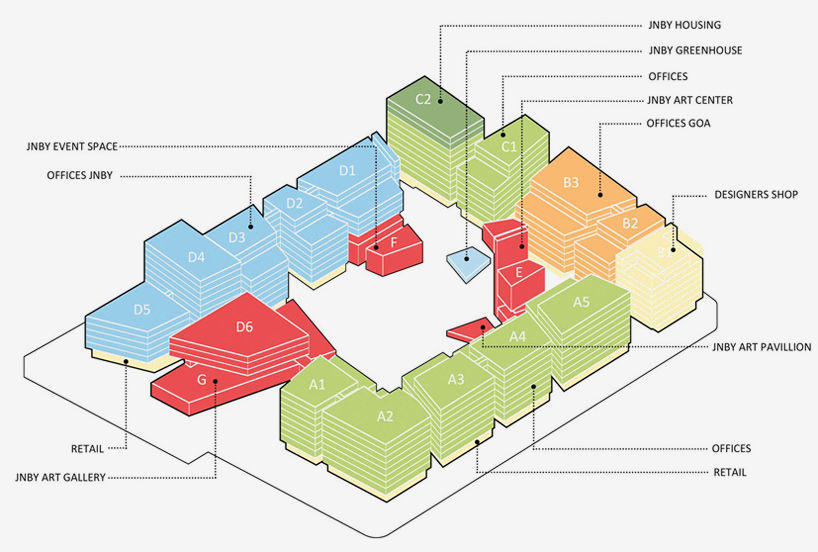 JNBY HOUSING
JNBY GREENHOUSE
OFFICES
JNBY ART CENTER
OFFICES GOA
JNBY EVENT SPACE
OFFICES JNBY
DESIGNERS SHOP
C2
C1
D1
B3
D2
B2
D3
F
D4
E
A5
D5
D6
A4
JNBY ART PAVILLION
G
A1
A3
A2
RETAIL
OFFICES
JNBY ART GALLERY
RETAIL